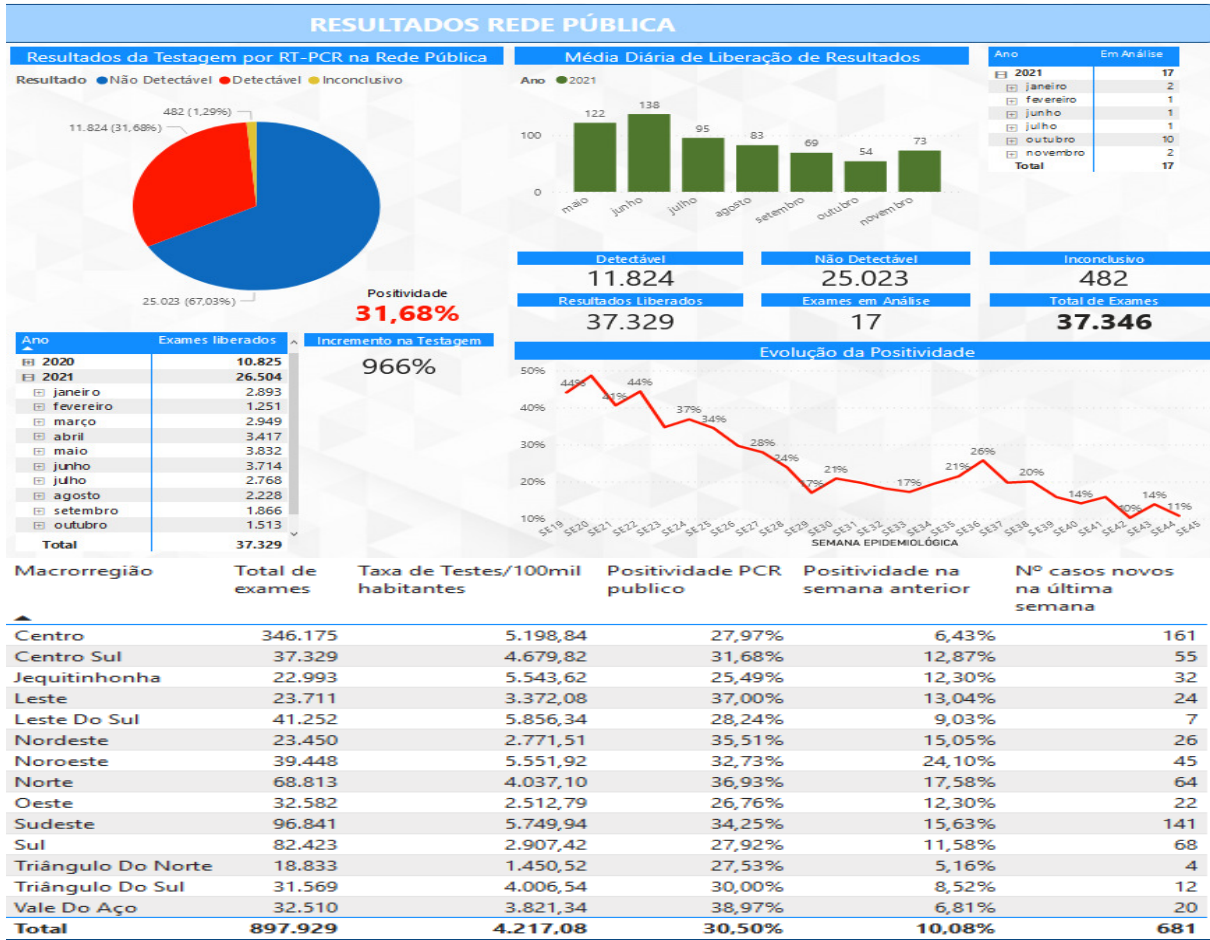 RESULTADOS REDE PÚBLICA
Resultados da Testagem por RT-PCR na Rede Pública
Resultado Não Detectável Detectável Inconclusivo
482 (1,29%)
11.824 (31,68%)
25.023 (67,03%)
Positividade
31,68%
Média Diária de Liberação de Resultados
Ano 2021
122 138 95 83 69 54 73
100
0
maio junho julho agosto setembro outubro novembro
Ano Em Análise
2021 17
janeiro 2
fevereiro 1
junho 1
julho 1
outubro 10
novembro 2
Total 17
Detectável Não Detectável Inconclusivo
11.824 25.023 482
Resultados Liberados Exames em Análise Total de Exames
37.329 17 37.346
Ano Exames liberados
2020 10.825
2021 26.504
janeiro 2.893
fevereiro 1.251
março 2.949
abril 3.417
maio 3.832
junho 3.714
julho 2.768
agosto 2.228
setembro 1.866
outubro 1.513
Total 37.329
Incremento na Testagem
966%
Evolução da Positividade
50%
40%
30%
20%
10%
44% 41% 44% 37% 34% 28% 24% 17% 21% 17% 21% 26% 20% 14% 10% 14% 11%
SE19 SE20 SE21 SE22 SE23 SE24 SE25 SE26 SE27 SE28 SE29 SE30 SE31 SE32 SE33 SE34 SE35 SE36 SE37 SE38 SE39 SE40 SE41 SE42 SE43 SE44 SE45
SEMANA EPIDEMIOLÓGICA
Macrorregião Total de Taxa de Testes/100mil Positividade PCR Positividade na Nº casos novos
exames habitantes publico semana anterior na última
semana
Centro 346.175 5.198,84 27,97% 6,43% 161
Centro Sul 37.329 4.679,82 31,68% 12,87% 55
Jequitinhonha 22.993 5.543,62 25,49% 12,30% 32
Leste 23.711 3.372,08 37,00% 13,04% 24
Leste Do Sul 41.252 5.856,34 28,24% 9,03% 7
Nordeste 23.450 2.771,51 35,51% 15,05% 26
Noroeste 39.448 5.551,92 32,73% 24,10% 45
Norte 68.813 4.037,10 36,93% 17,58% 64
Oeste 32.582 2.512,79 26,76% 12,30% 22
Sudeste 96.841 5.749,94 34,25% 15,63% 141
Sul 82.423 2.907,42 27,92% 11,58% 68
Triângulo Do Norte 18.833 1.450,52 27,53% 5,16% 4
Triângulo Do Sul 31.569 4.006,54 30,00% 8,52% 12
Vale Do Aço 32.510 3.821,34 38,97% 6,81% 20
Total 897.929 4.217,08 30,50% 10,08% 681